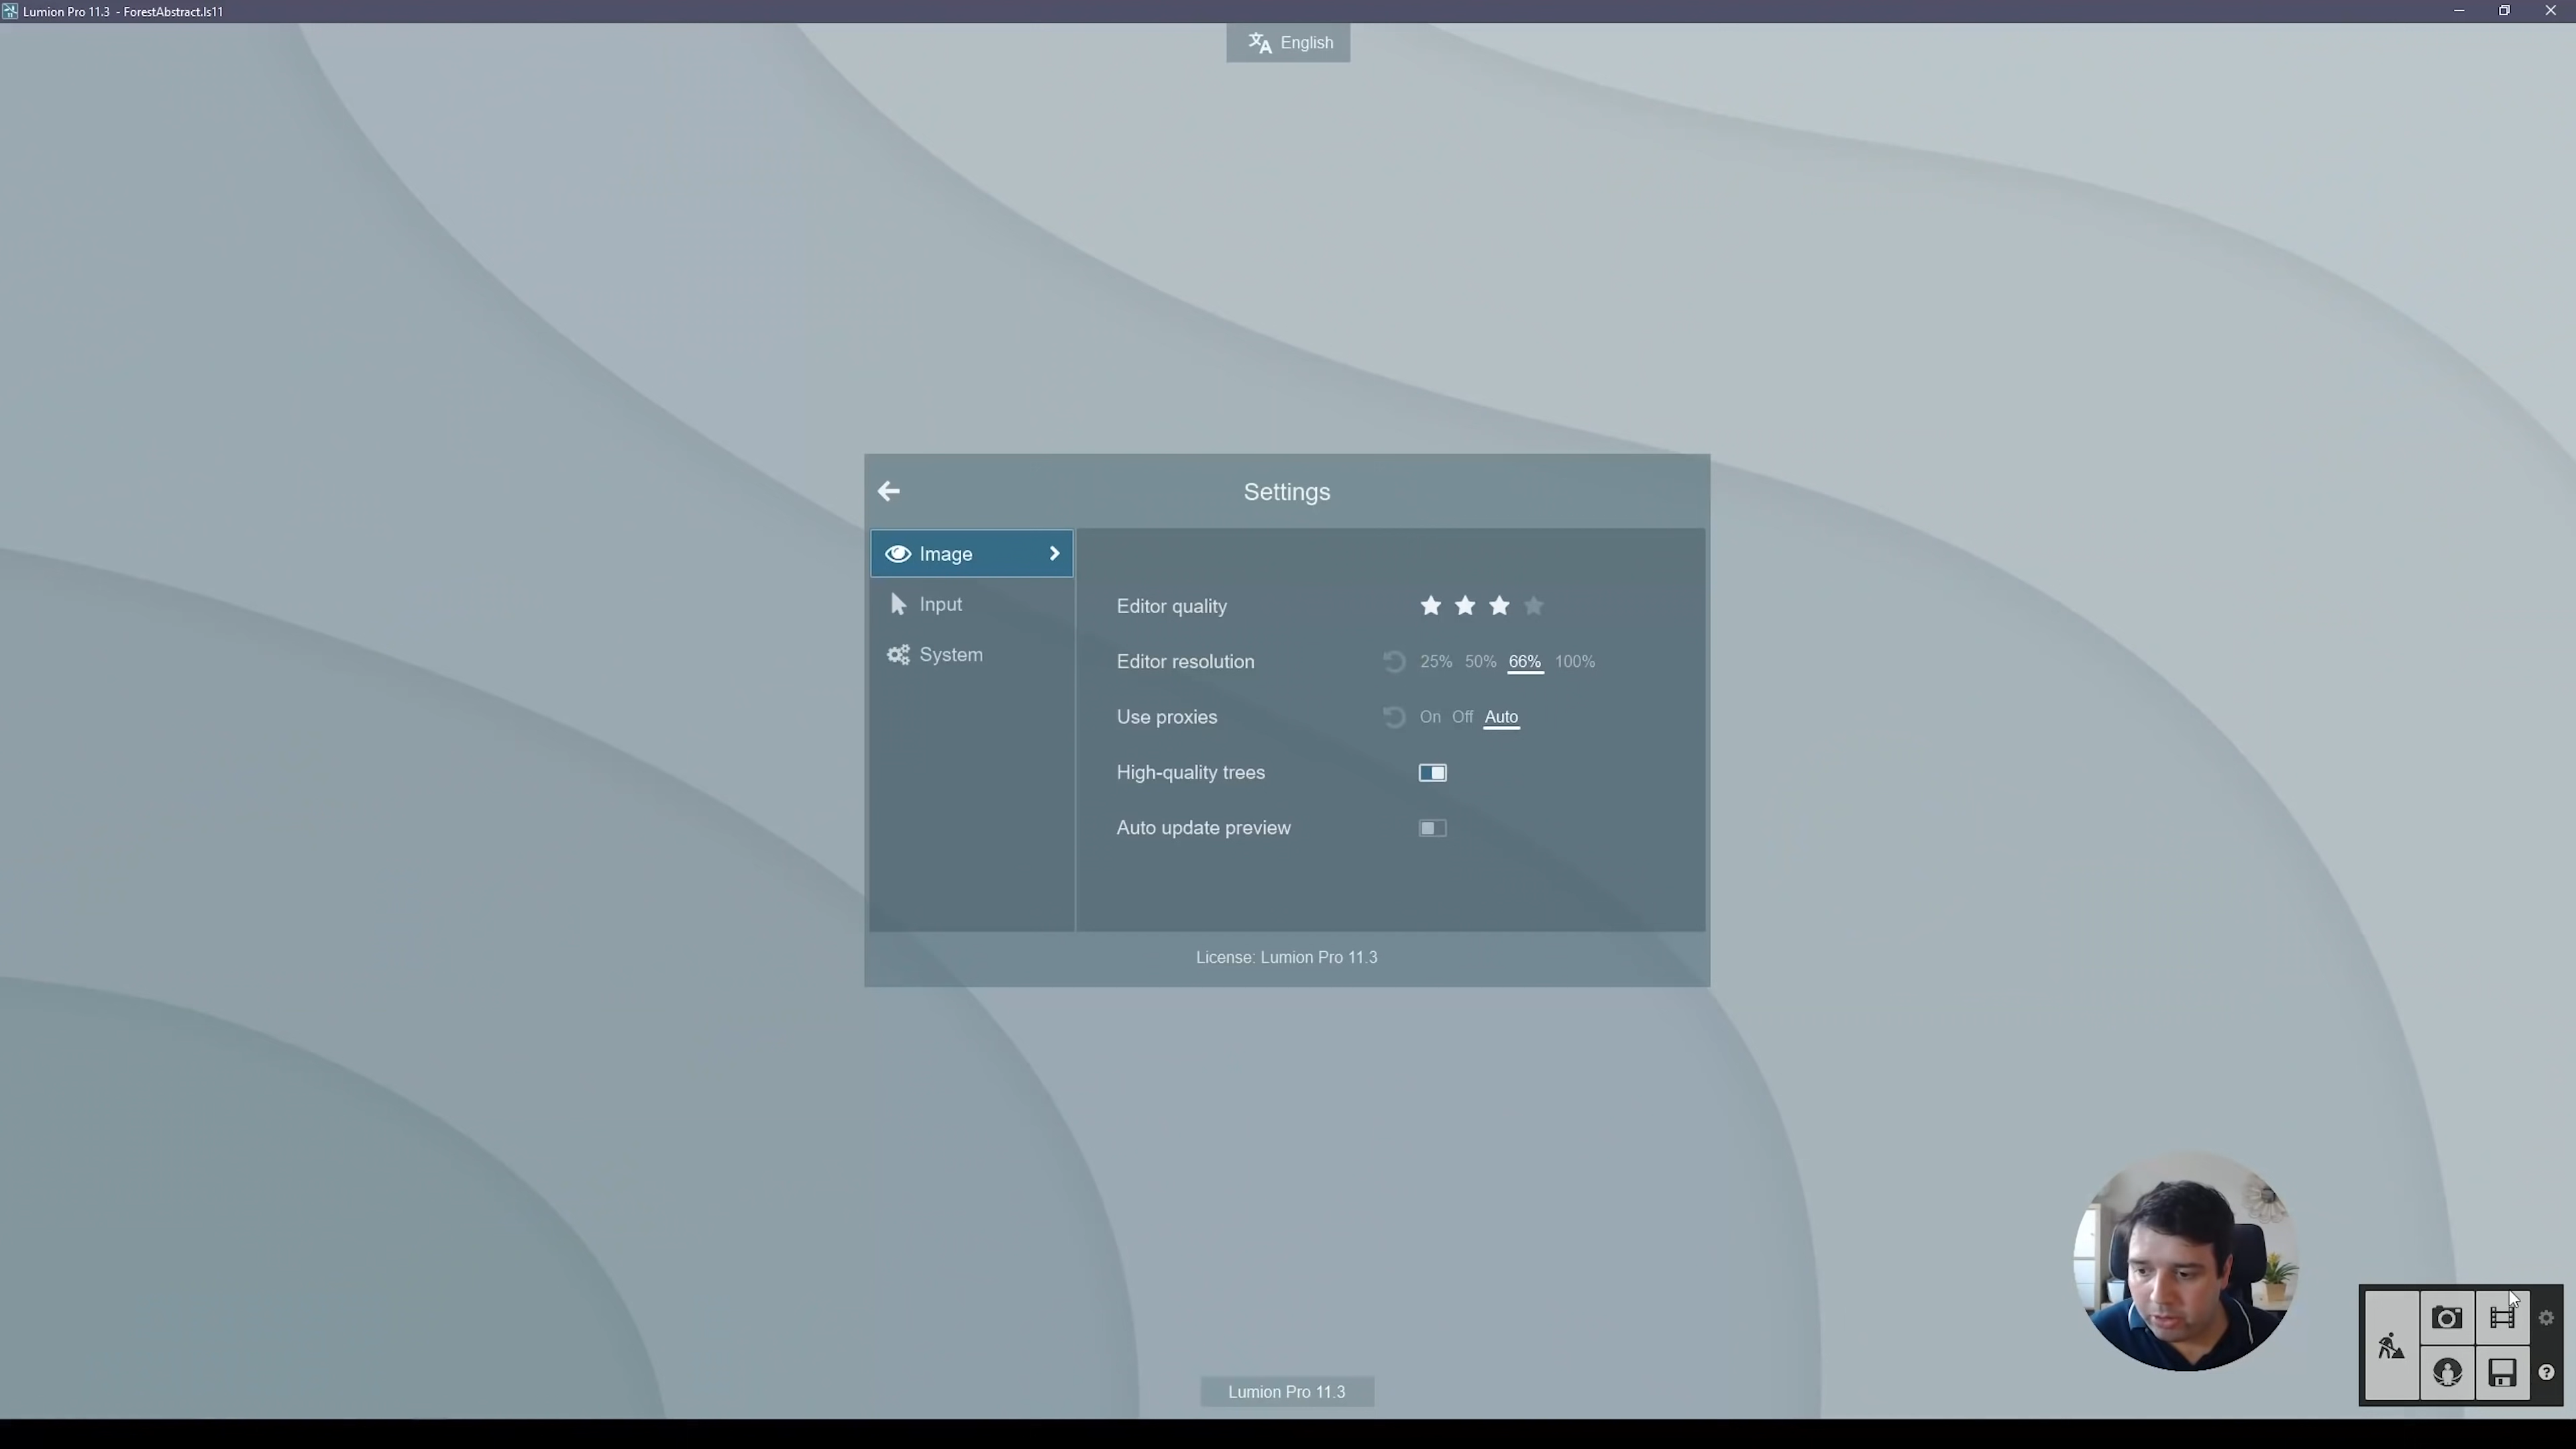 Lumion Pro 11.3 - ForestAbstract.ls11
English
Settings
Image
Input
System
Editor quality
Editor resolution 25% 50% 66% 100%
Use proxies On Off Auto
High-quality trees
Auto update preview
License: Lumion Pro 11.3
Lumion Pro 11.3